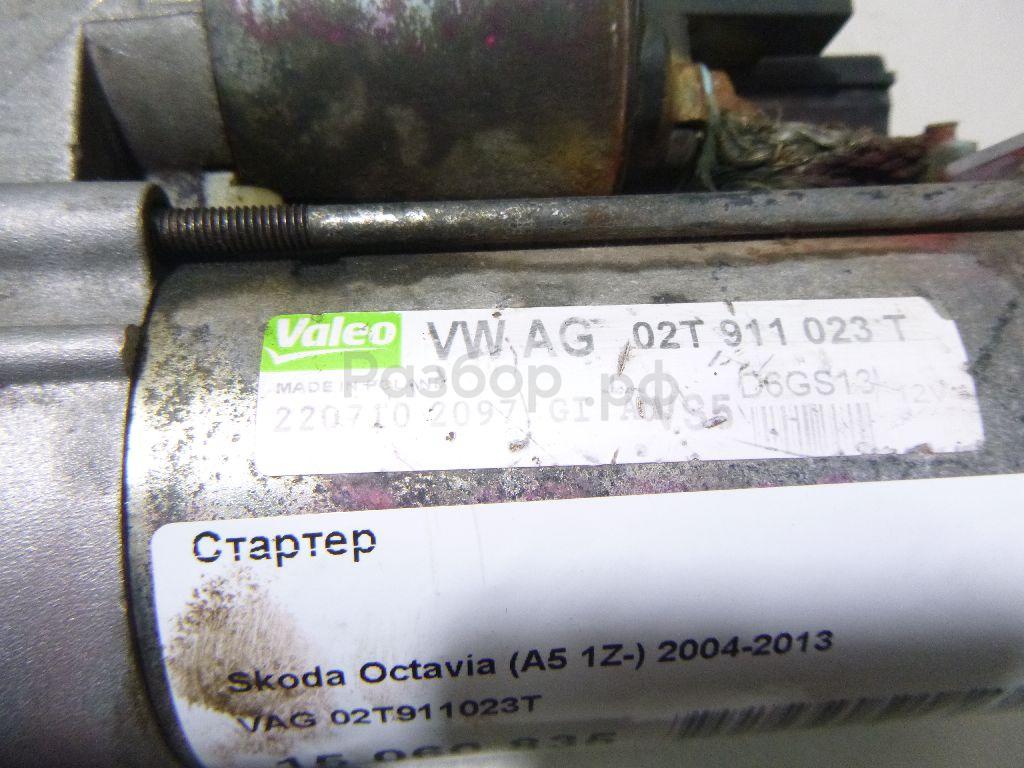 Valeo VW AG 02T 911 023 T
MADE IN POLAND D6GS13 12V
220710 2097 GI
Разбор.рф
Стартер
Skoda Octavia (A5 1Z-) 2004-2013
VAG 02T911023T